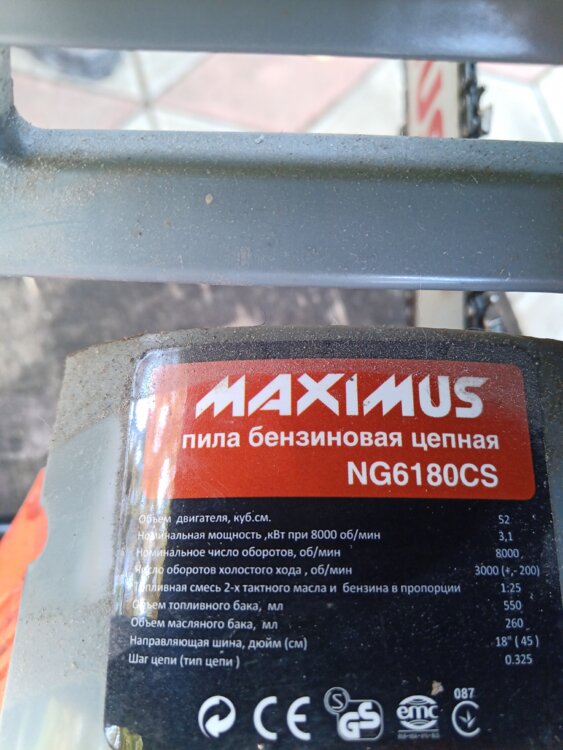 MAXIMUS
пила бензиновая цепная
NG6180CS
Объем двигателя, куб.см. 52
Номинальная мощность ,кВт при 8000 об/мин 3,1
Номинальное число оборотов, об/мин 8000
Число оборотов холостого хода , об/мин 3000 (+,- 200)
Топливная смесь 2-х тактного масла и бензина в пропорции 1:25
Объем топливного бака, мл 550
Объем масляного бака, мл 260
Направляющая шина, дюйм (см) 18" ( 45 )
Шаг цепи (тип цепи ) 0.325
087
CE S GS emc